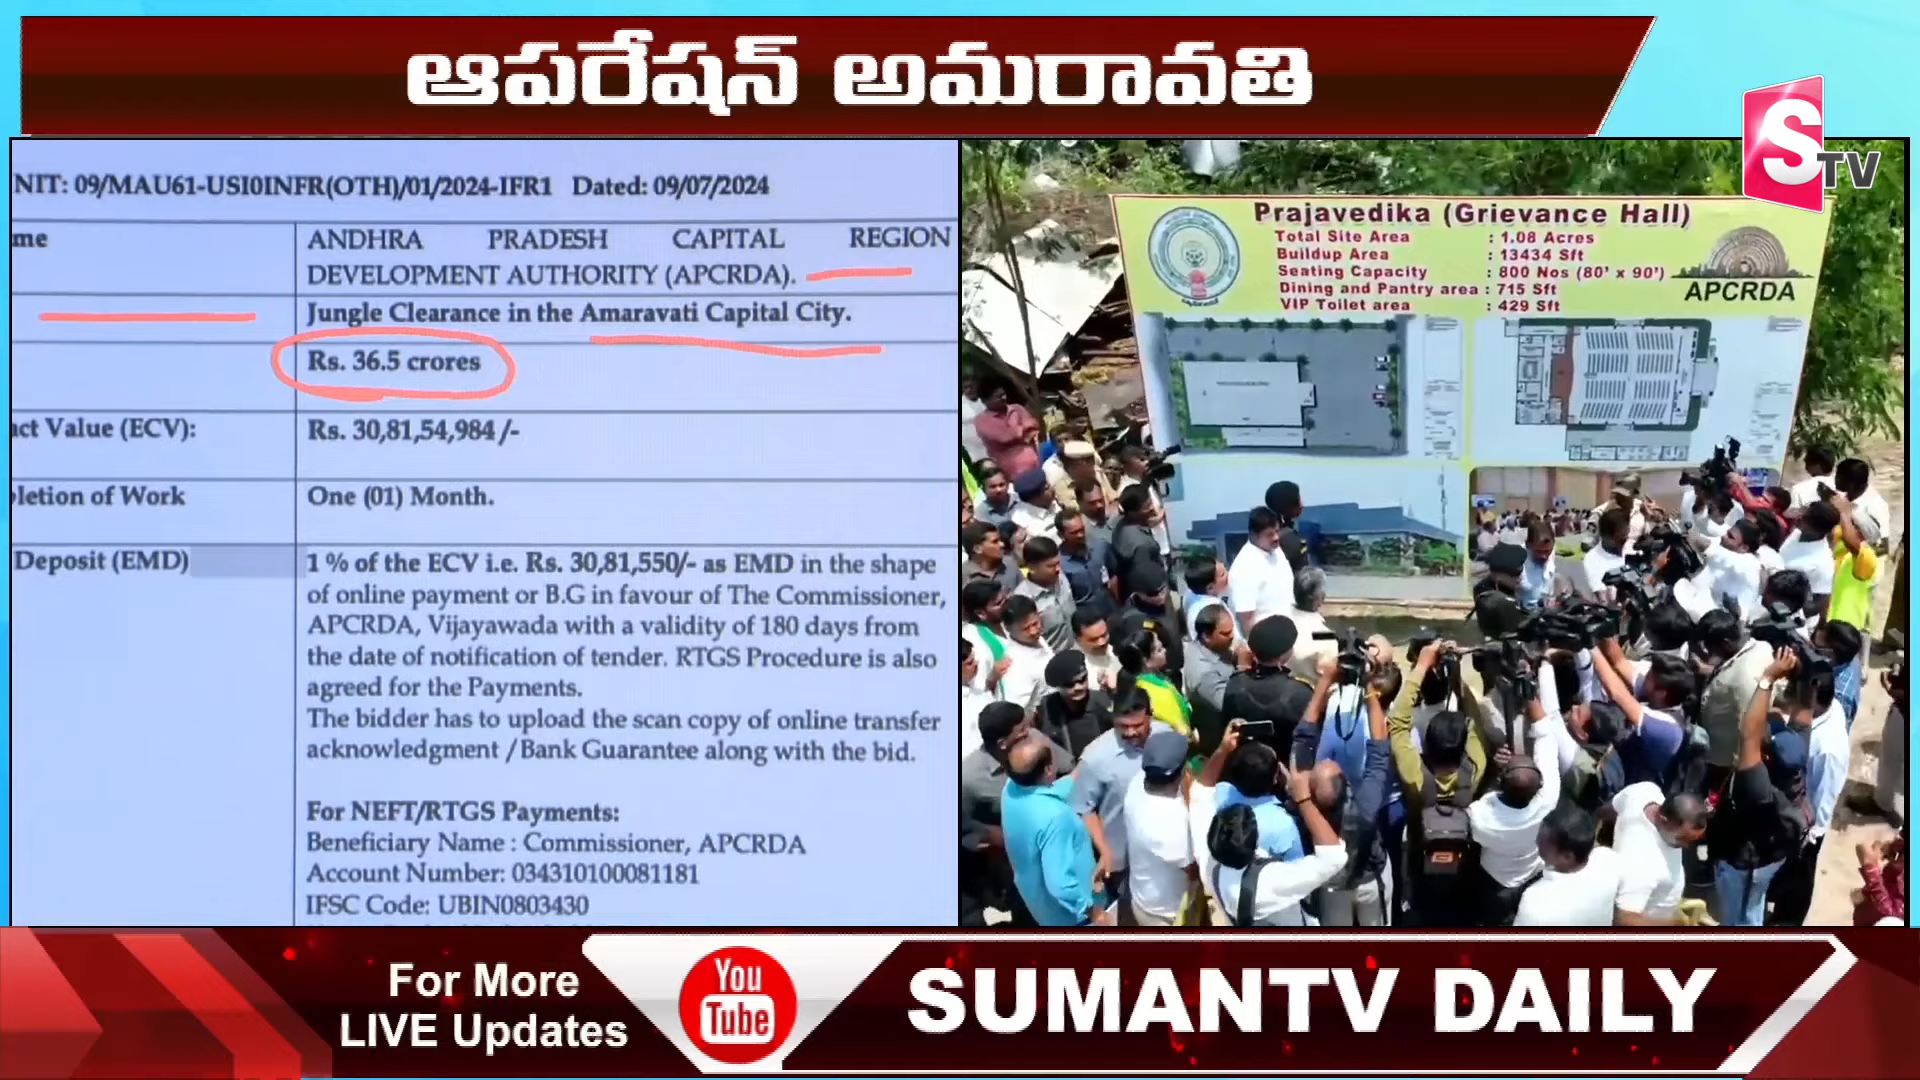 ఆపరేషన్ అమరావతి
STV
NIT: 09/MAU61-USI0INFR(OTH)/01/2024-IFR1 Dated: 09/07/2024
me
ANDHRA PRADESH CAPITAL REGION
DEVELOPMENT AUTHORITY (APCRDA).
Jungle Clearance in the Amaravati Capital City.
Rs. 36.5 crores
act Value (ECV):
Rs. 30,81,54,984/-
letion of Work
One (01) Month.
Deposit (EMD)
1 % of the ECV i.e. Rs. 30,81,550/- as EMD in the shape
of online payment or B.G in favour of The Commissioner,
APCRDA, Vijayawada with a validity of 180 days from
the date of notification of tender. RTGS Procedure is also
agreed for the Payments.
The bidder has to upload the scan copy of online transfer
acknowledgment /Bank Guarantee along with the bid.
For NEFT/RTGS Payments:
Beneficiary Name : Commissioner, APCRDA
Account Number: 034310100081181
IFSC Code: UBIN0803430
Prajavedika (Grievance Hall)
Total Site Area : 1.08 Acres
Buildup Area : 13434 Sft
Seating Capacity : 800 Nos (80' x 90')
Dining and Pantry area : 715 Sft
VIP Toilet area : 429 Sft
APCRDA
For More
LIVE Updates
You
Tube
SUMANTV DAILY